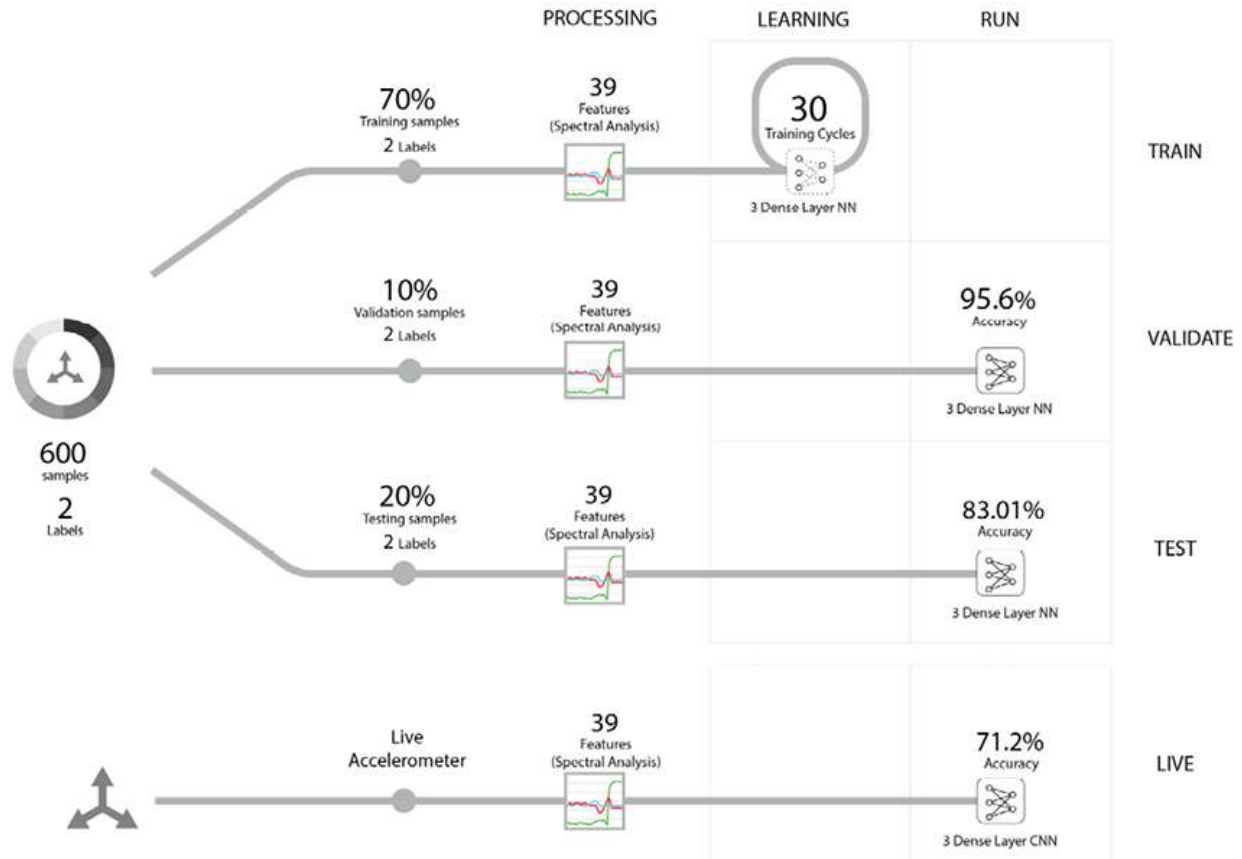 PROCESSING
LEARNING
RUN
70%
Training samples
2 Labels
39
Features
(Spectral Analysis)
30
Training Cycles
3 Dense Layer NN
TRAIN
10%
Validation samples
2 Labels
39
Features
(Spectral Analysis)
95.6%
Accuracy
3 Dense Layer NN
VALIDATE
600
samples
2
Labels
20%
Testing samples
2 Labels
39
Features
(Spectral Analysis)
83.01%
Accuracy
3 Dense Layer NN
TEST
Live
Accelerometer
39
Features
(Spectral Analysis)
71.2%
Accuracy
3 Dense Layer CNN
LIVE